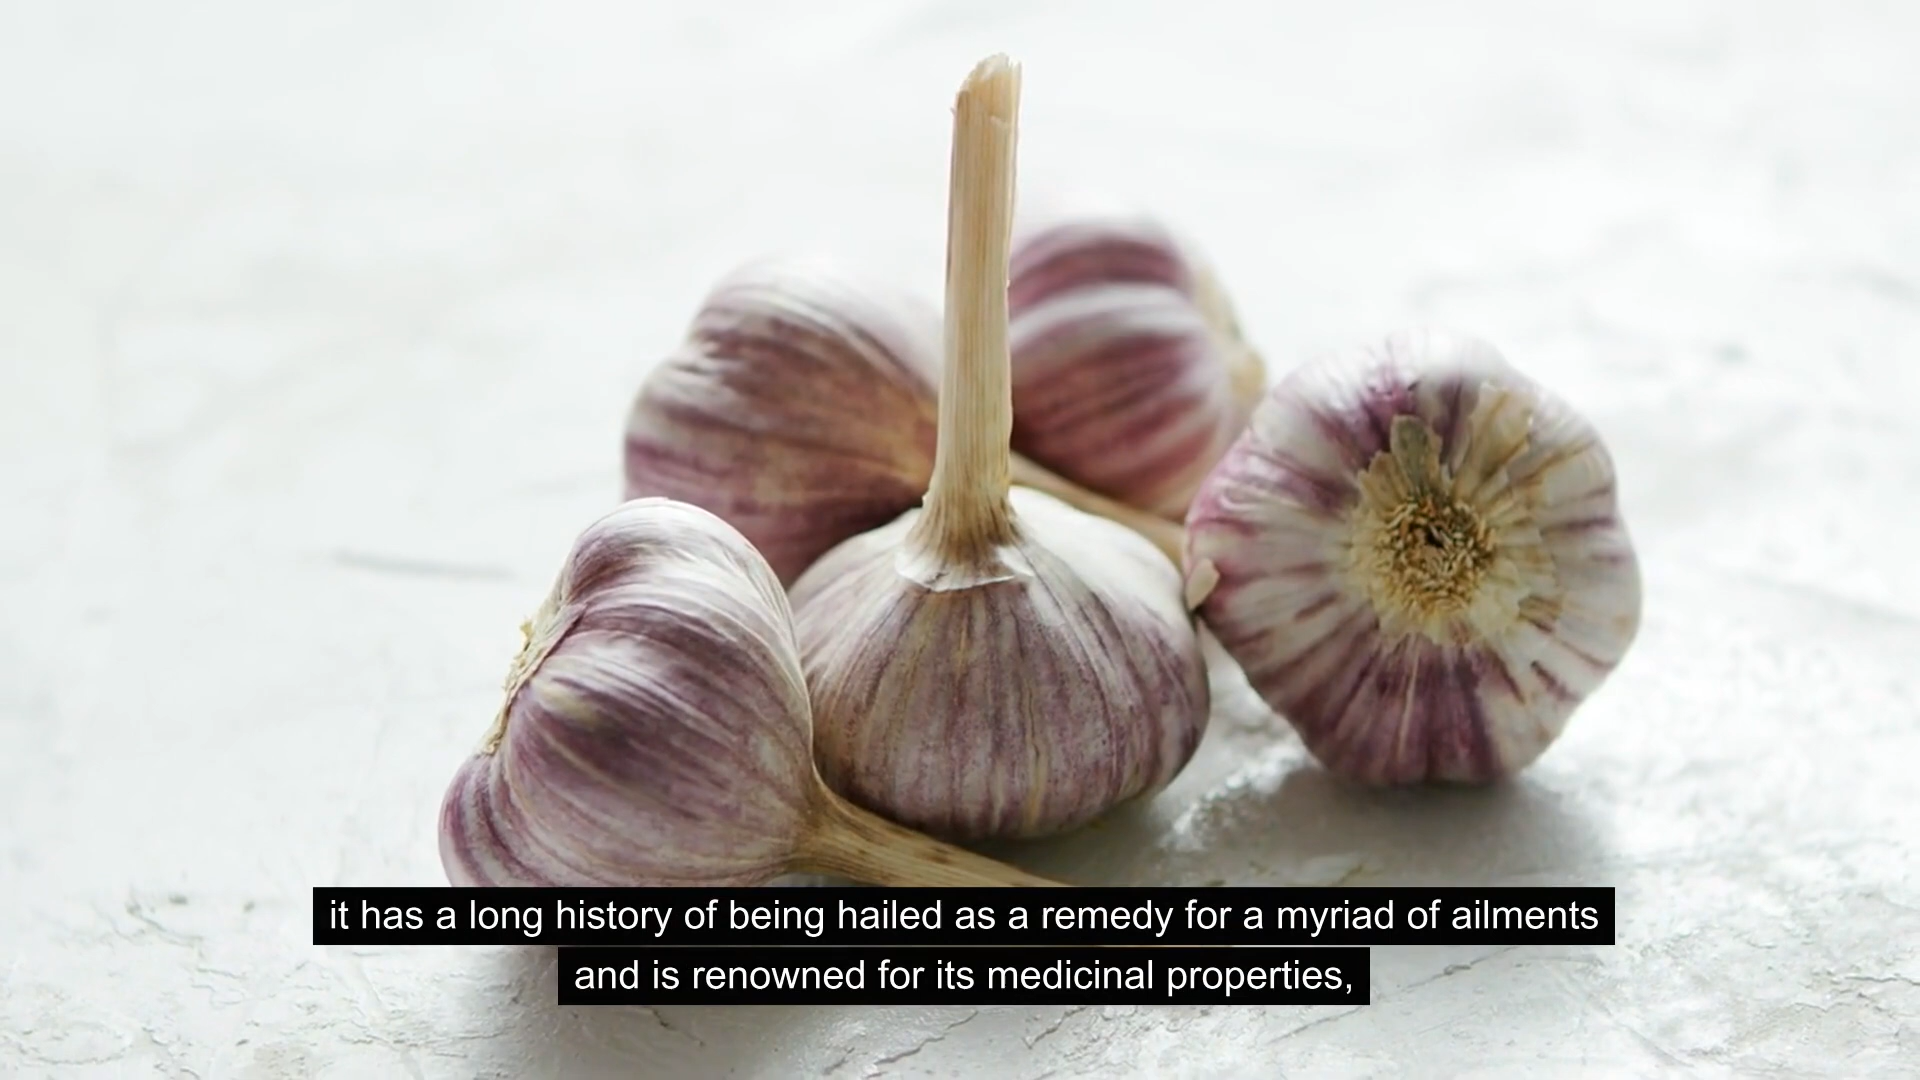 it has a long history of being hailed as a remedy for a myriad of ailments
and is renowned for its medicinal properties,